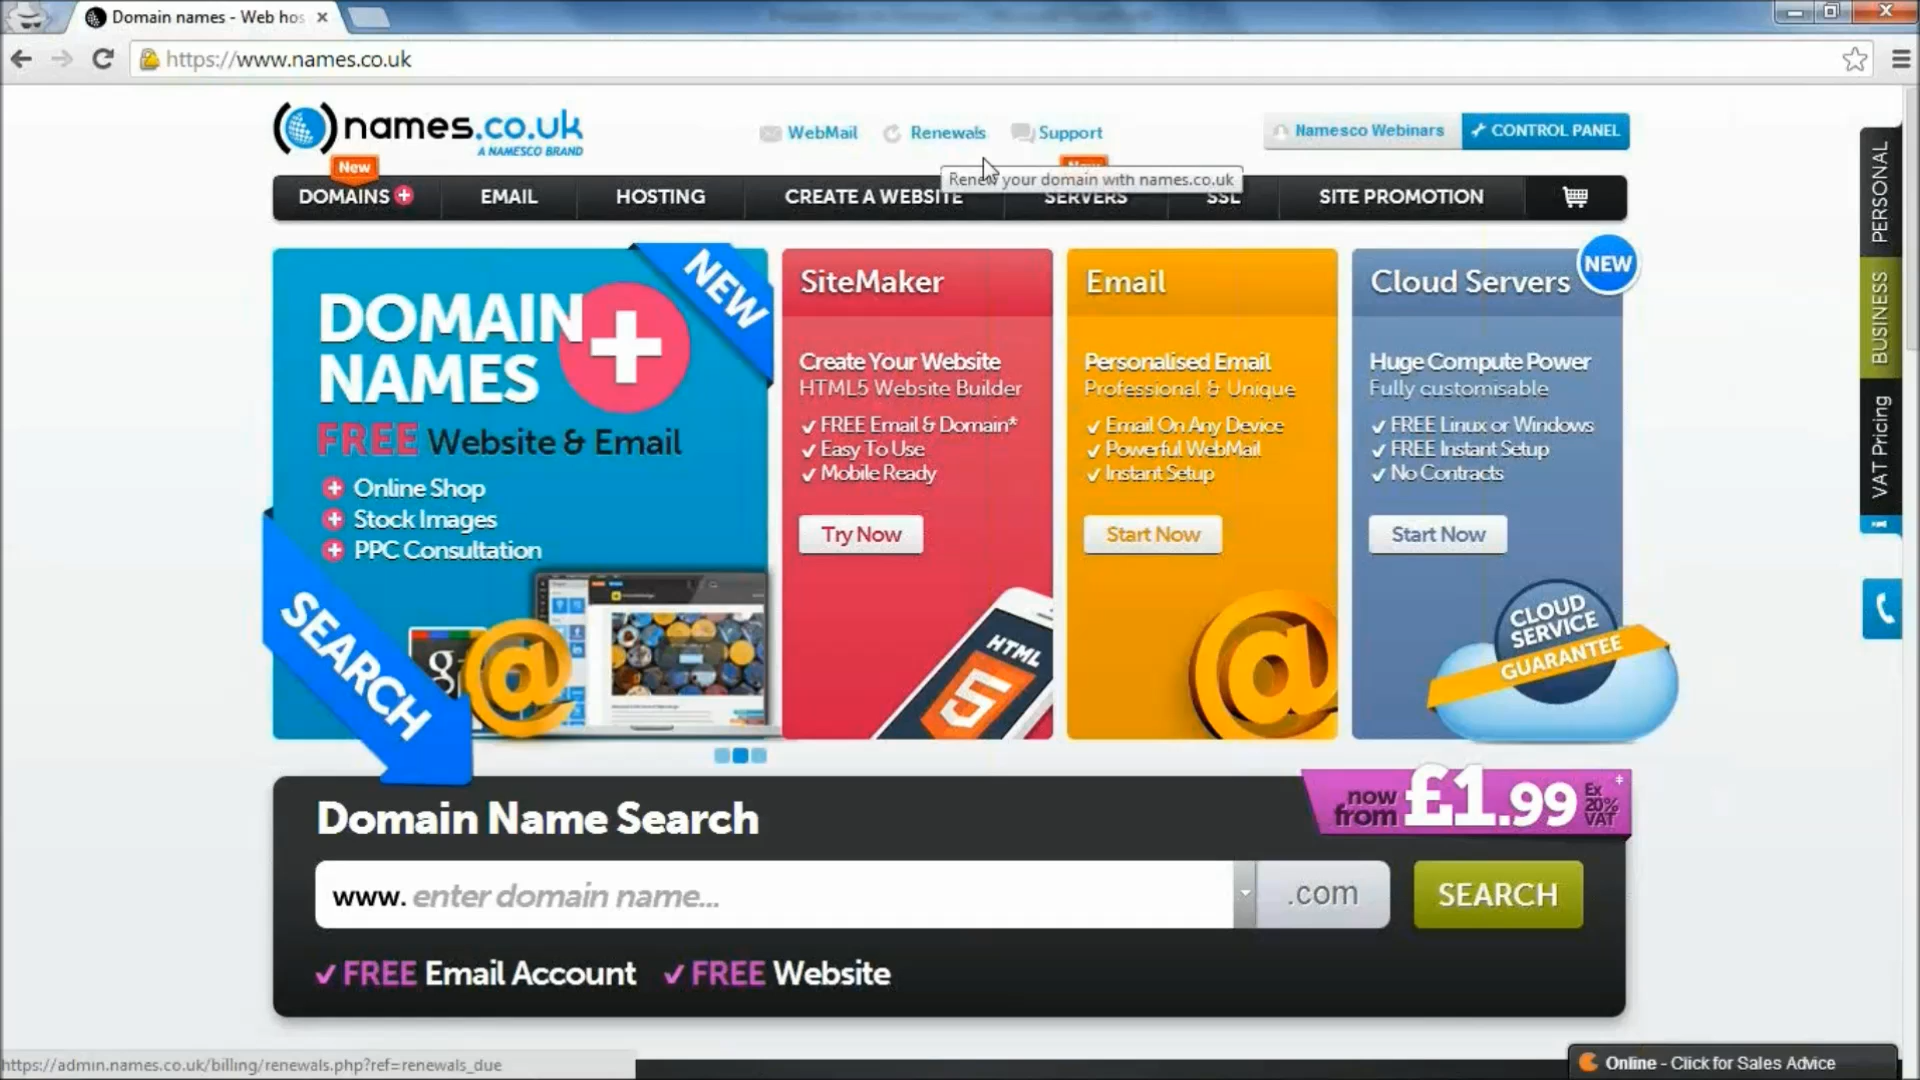 Domain names - Web hos
https://www.names.co.uk
names.co.uk
A NAMESCO BRAND
WebMail
Renewals
Support
Namesco Webinars
CONTROL PANEL
New
New
Renew your domain with names.co.uk
DOMAINS
EMAIL
HOSTING
CREATE A WEBSITE
SERVERS
SSL
SITE PROMOTION
PERSONAL
BUSINESS
VAT Pricing
NEW
DOMAIN
NAMES
FREE Website & Email
Online Shop
Stock Images
PPC Consultation
SEARCH
g
@
SiteMaker
Create Your Website
HTML5 Website Builder
FREE Email & Domain*
Easy To Use
Mobile Ready
Try Now
HTML
5
Email
Personalised Email
Professional & Unique
Email On Any Device
Powerful WebMail
Instant Setup
Start Now
@
Cloud Servers
NEW
Huge Compute Power
Fully customisable
FREE Linux or Windows
FREE Instant Setup
No Contracts
Start Now
CLOUD
SERVICE
GUARANTEE
Domain Name Search
now from £1.99 Ex 20% VAT ‡
www. enter domain name...
.com
SEARCH
FREE Email Account
FREE Website
https://admin.names.co.uk/billing/renewals.php?ref=renewals_due
Online - Click for Sales Advice